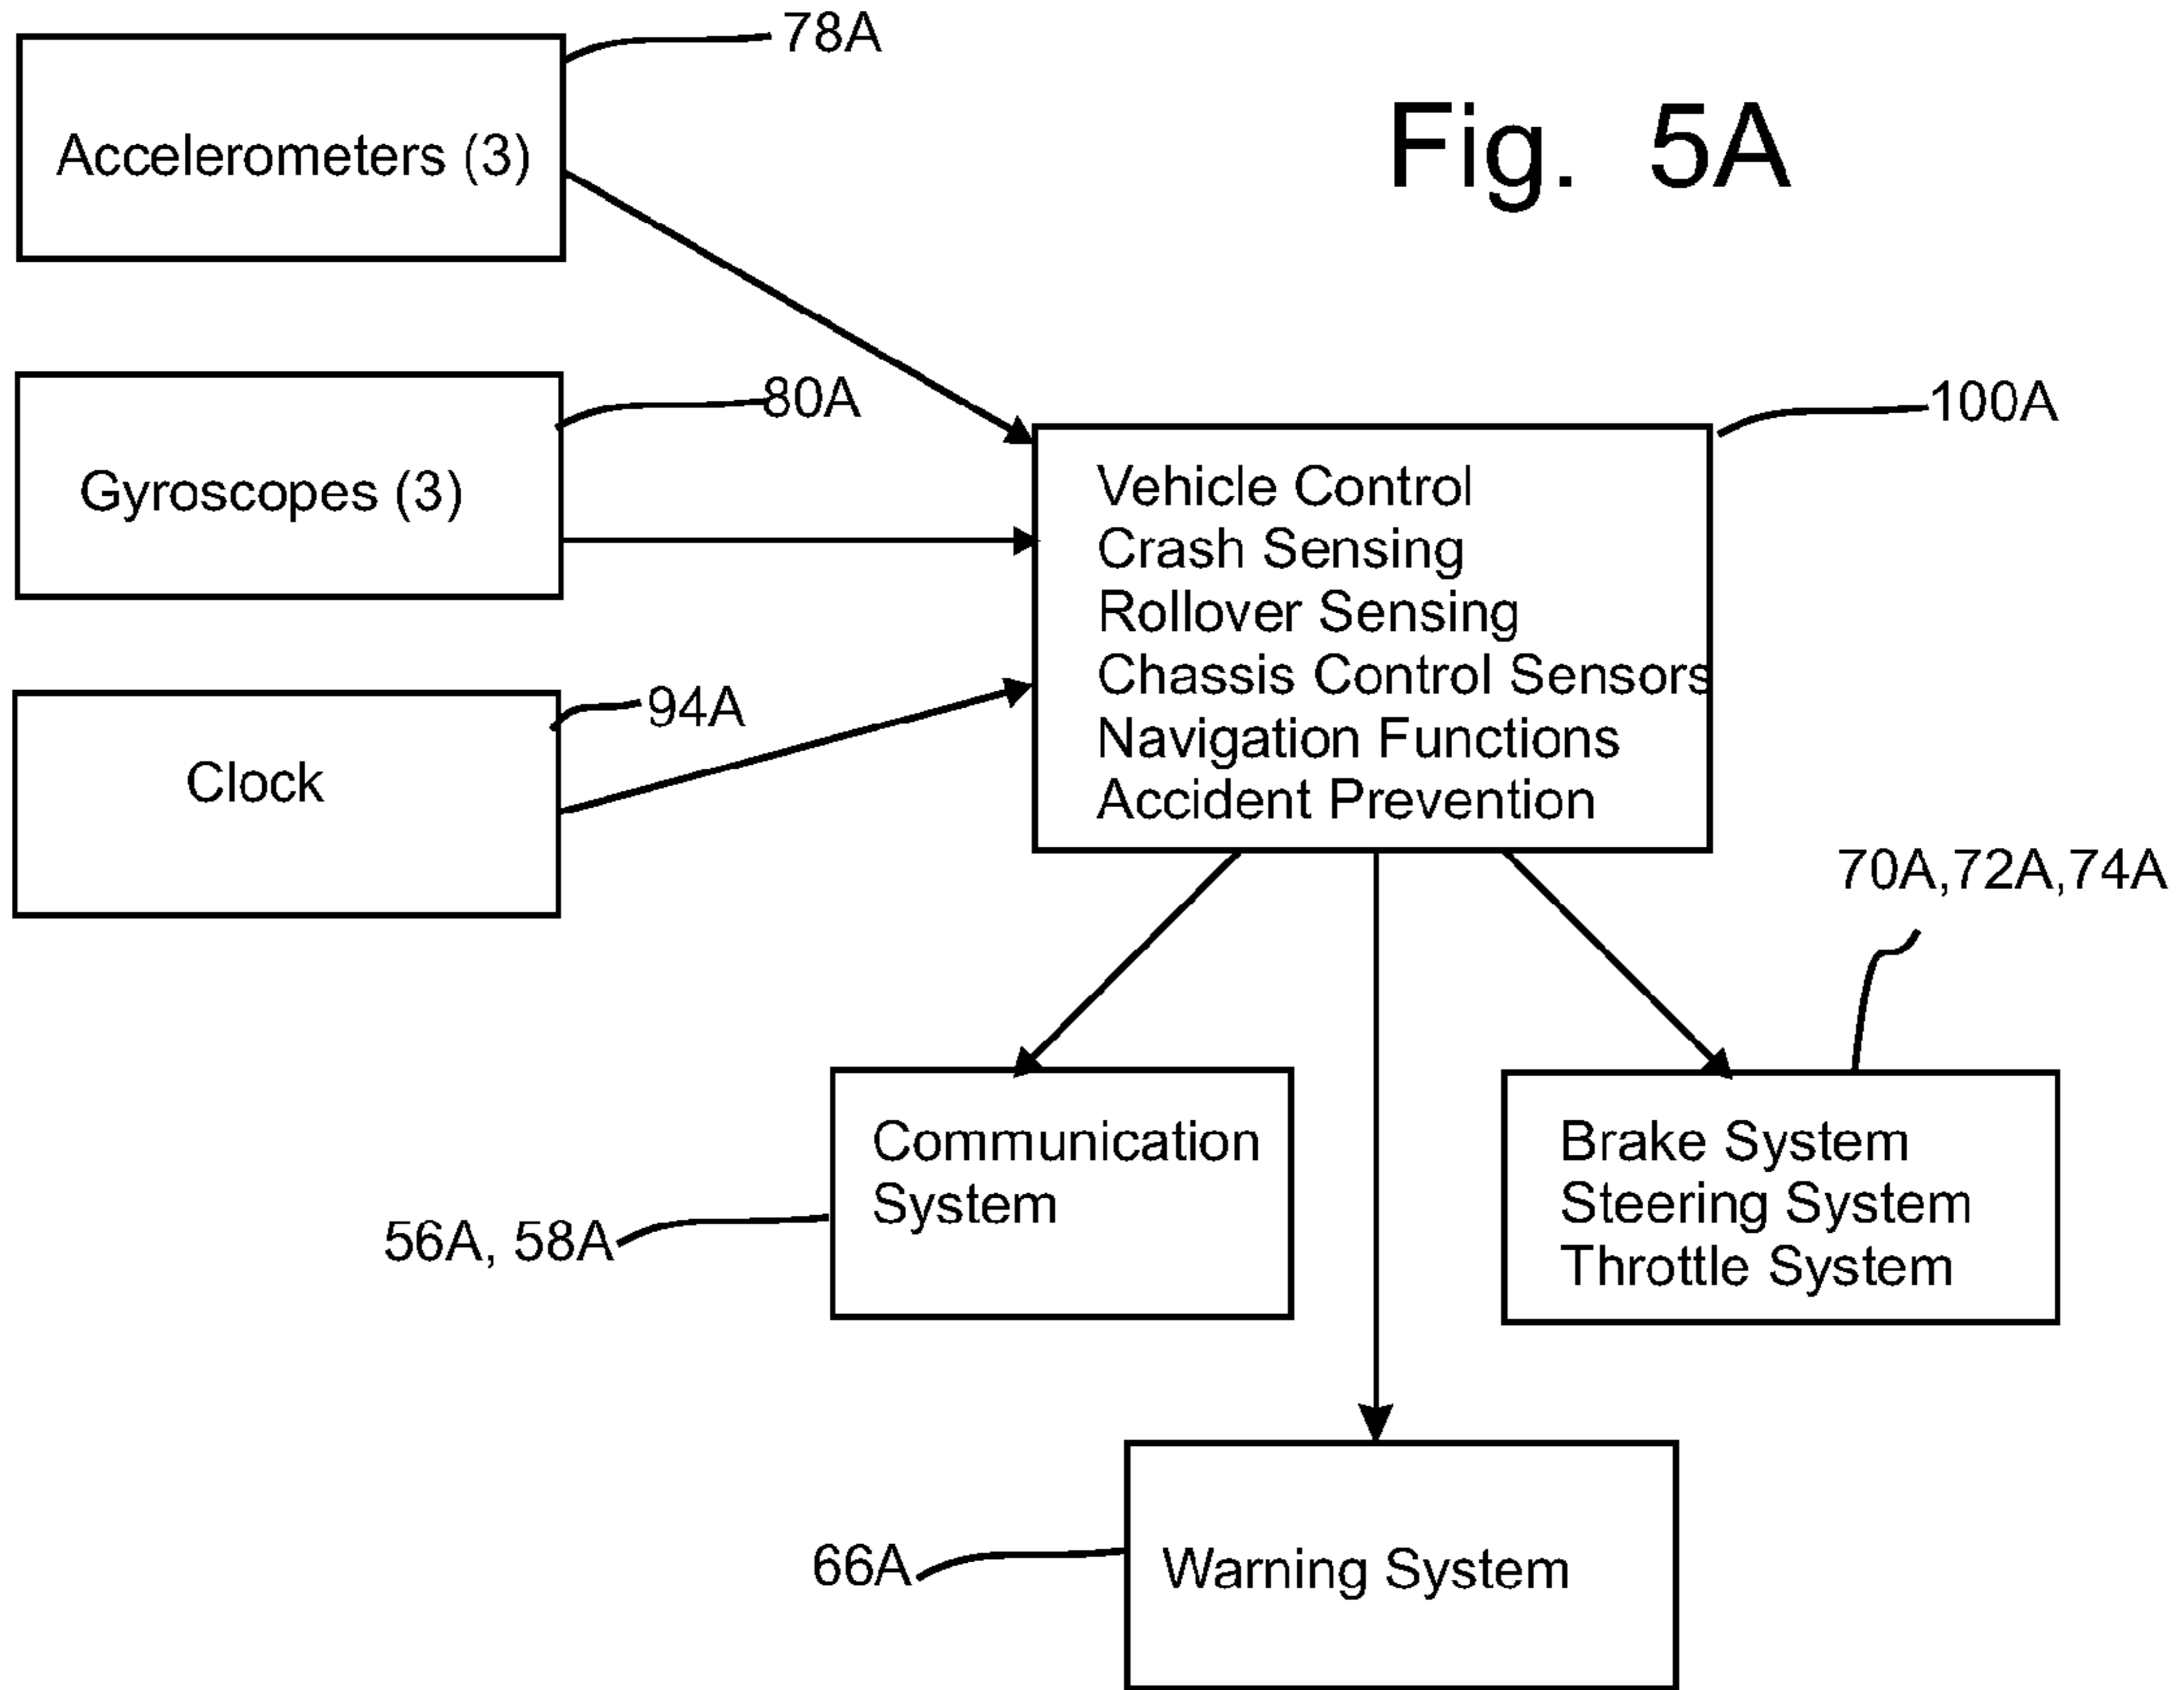 78A
Fig. 5A
Accelerometers (3)
80A
100A
Gyroscopes (3)
Vehicle Control
Crash Sensing
Rollover Sensing
Chassis Control Sensors
Navigation Functions
Accident Prevention
94A
Clock
70A,72A,74A
Communication
System
56A, 58A
Brake System
Steering System
Throttle System
66A
Warning System